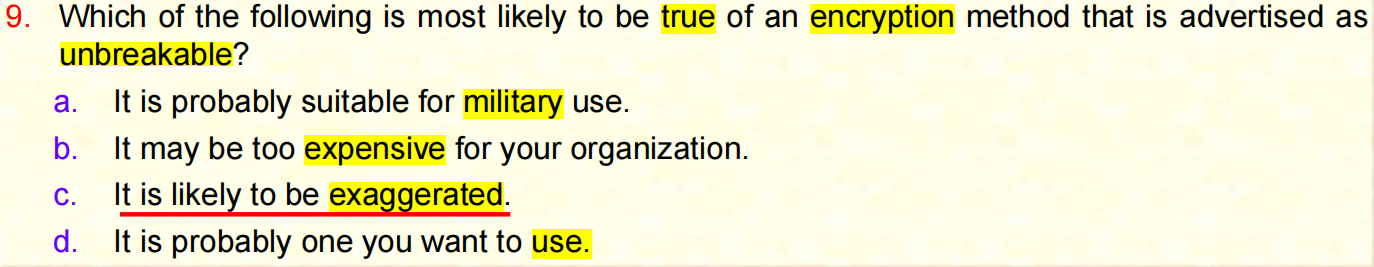 9. Which of the following is most likely to be true of an encryption method that is advertised as
unbreakable?
a. It is probably suitable for military use.
b. It may be too expensive for your organization.
c. It is likely to be exaggerated.
d. It is probably one you want to use.